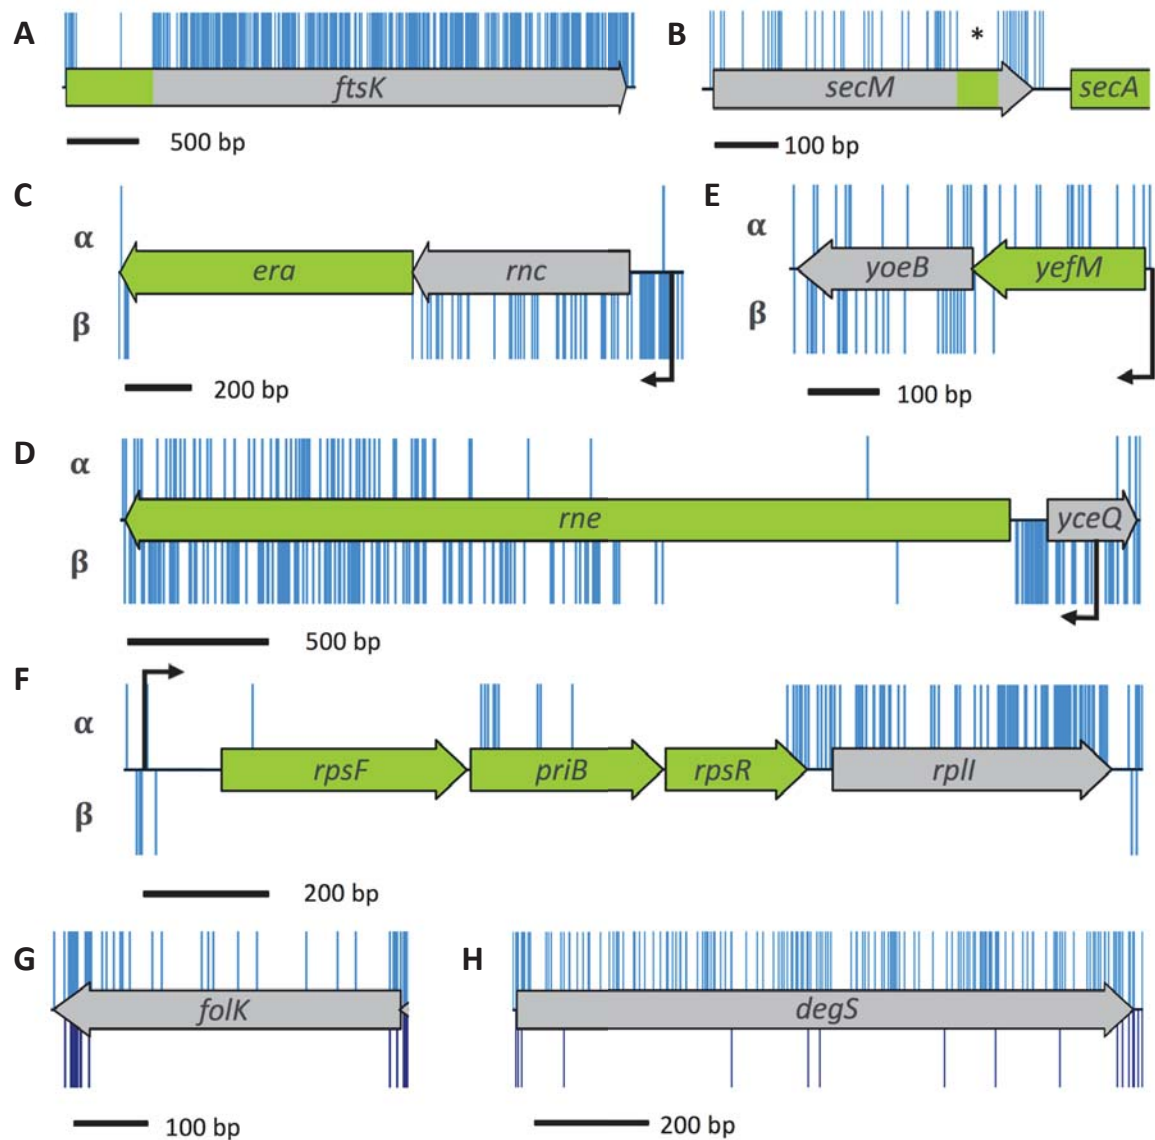 A
ftsK
500 bp
B
*
secM
secA
100 bp
C
α
β
era
rnc
200 bp
E
α
β
yoeB
yefM
100 bp
D
α
β
rne
yceQ
500 bp
F
α
β
rpsF
priB
rpsR
rplI
200 bp
G
folK
100 bp
H
degS
200 bp